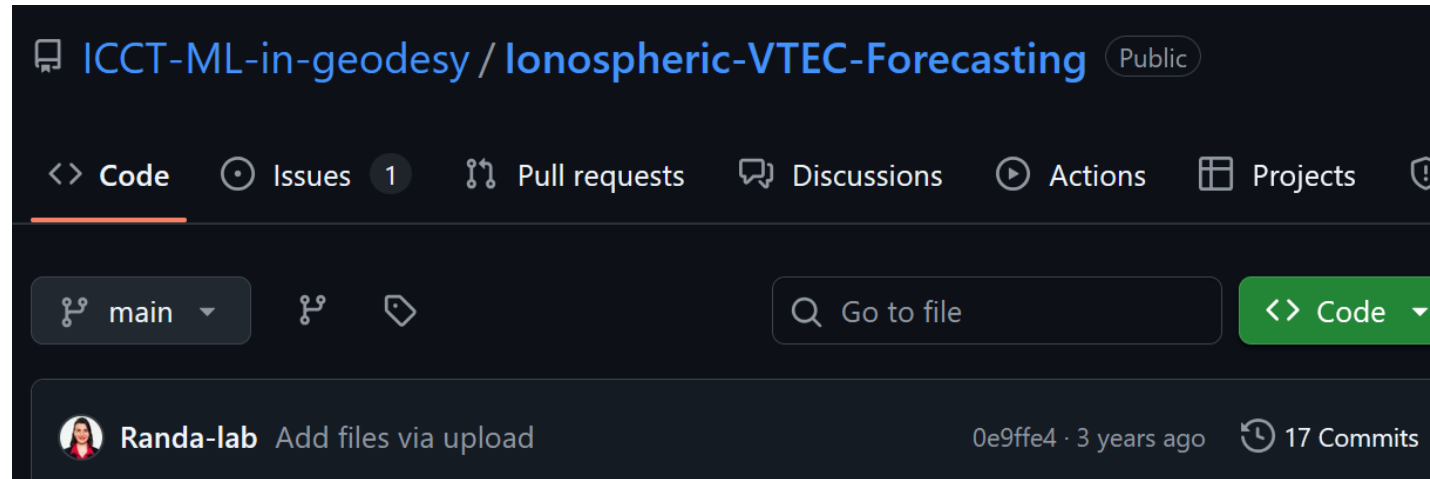 ICCT-ML-in-geodesy / Ionospheric-VTEC-Forecasting Public
Code Issues 1 Pull requests Discussions Actions Projects
main Go to file Code
Randa-lab Add files via upload 0e9ffe4 · 3 years ago 17 Commits